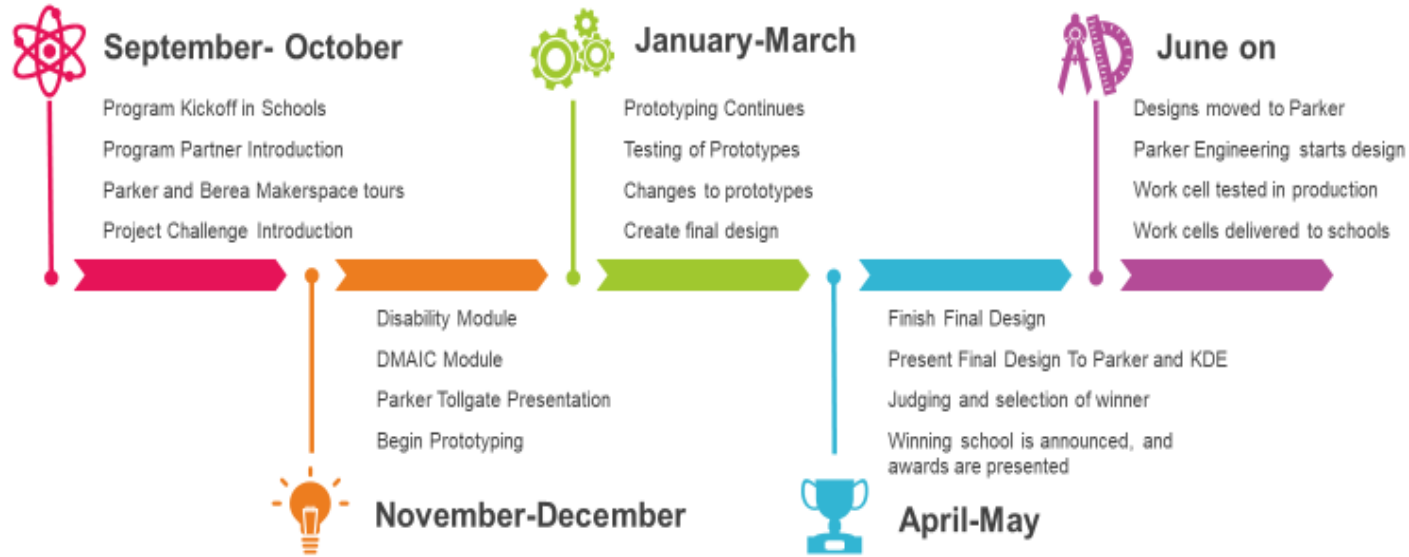 September- October
Program Kickoff in Schools
Program Partner Introduction
Parker and Berea Makerspace tours
Project Challenge Introduction
Disability Module
DMAIC Module
Parker Tollgate Presentation
Begin Prototyping
November-December
January-March
Prototyping Continues
Testing of Prototypes
Changes to prototypes
Create final design
Finish Final Design
Present Final Design To Parker and KDE
Judging and selection of winner
Winning school is announced, and
awards are presented
April-May
June on
Designs moved to Parker
Parker Engineering starts design
Work cell tested in production
Work cells delivered to schools